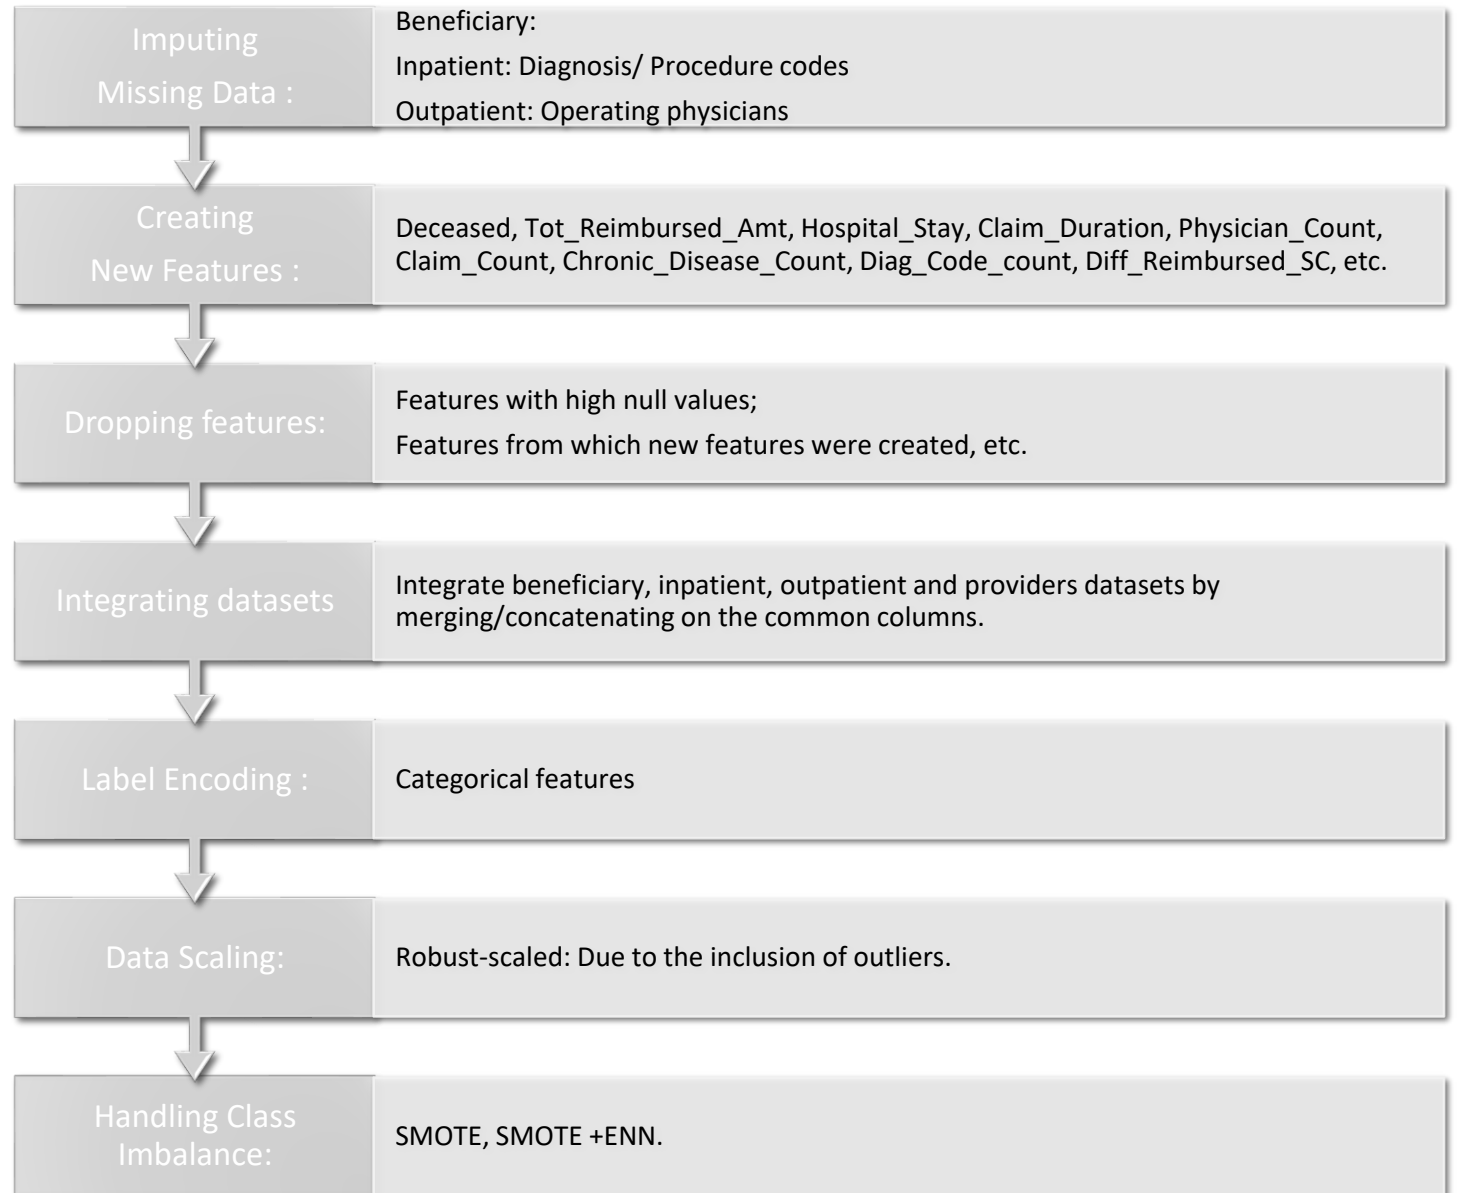 Imputing
Missing Data :
Beneficiary:
Inpatient: Diagnosis/ Procedure codes
Outpatient: Operating physicians
Creating
New Features :
Deceased, Tot_Reimbursed_Amt, Hospital_Stay, Claim_Duration, Physician_Count,
Claim_Count, Chronic_Disease_Count, Diag_Code_count, Diff_Reimbursed_SC, etc.
Dropping features:
Features with high null values;
Features from which new features were created, etc.
Integrating datasets
Integrate beneficiary, inpatient, outpatient and providers datasets by
merging/concatenating on the common columns.
Label Encoding :
Categorical features
Data Scaling:
Robust-scaled: Due to the inclusion of outliers.
Handling Class
Imbalance:
SMOTE, SMOTE +ENN.